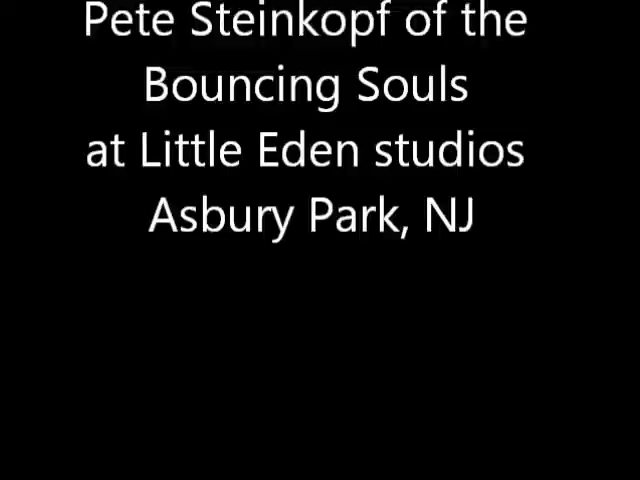 Pete Steinkopf of the
Bouncing Souls
at Little Eden studios
Asbury Park, NJ